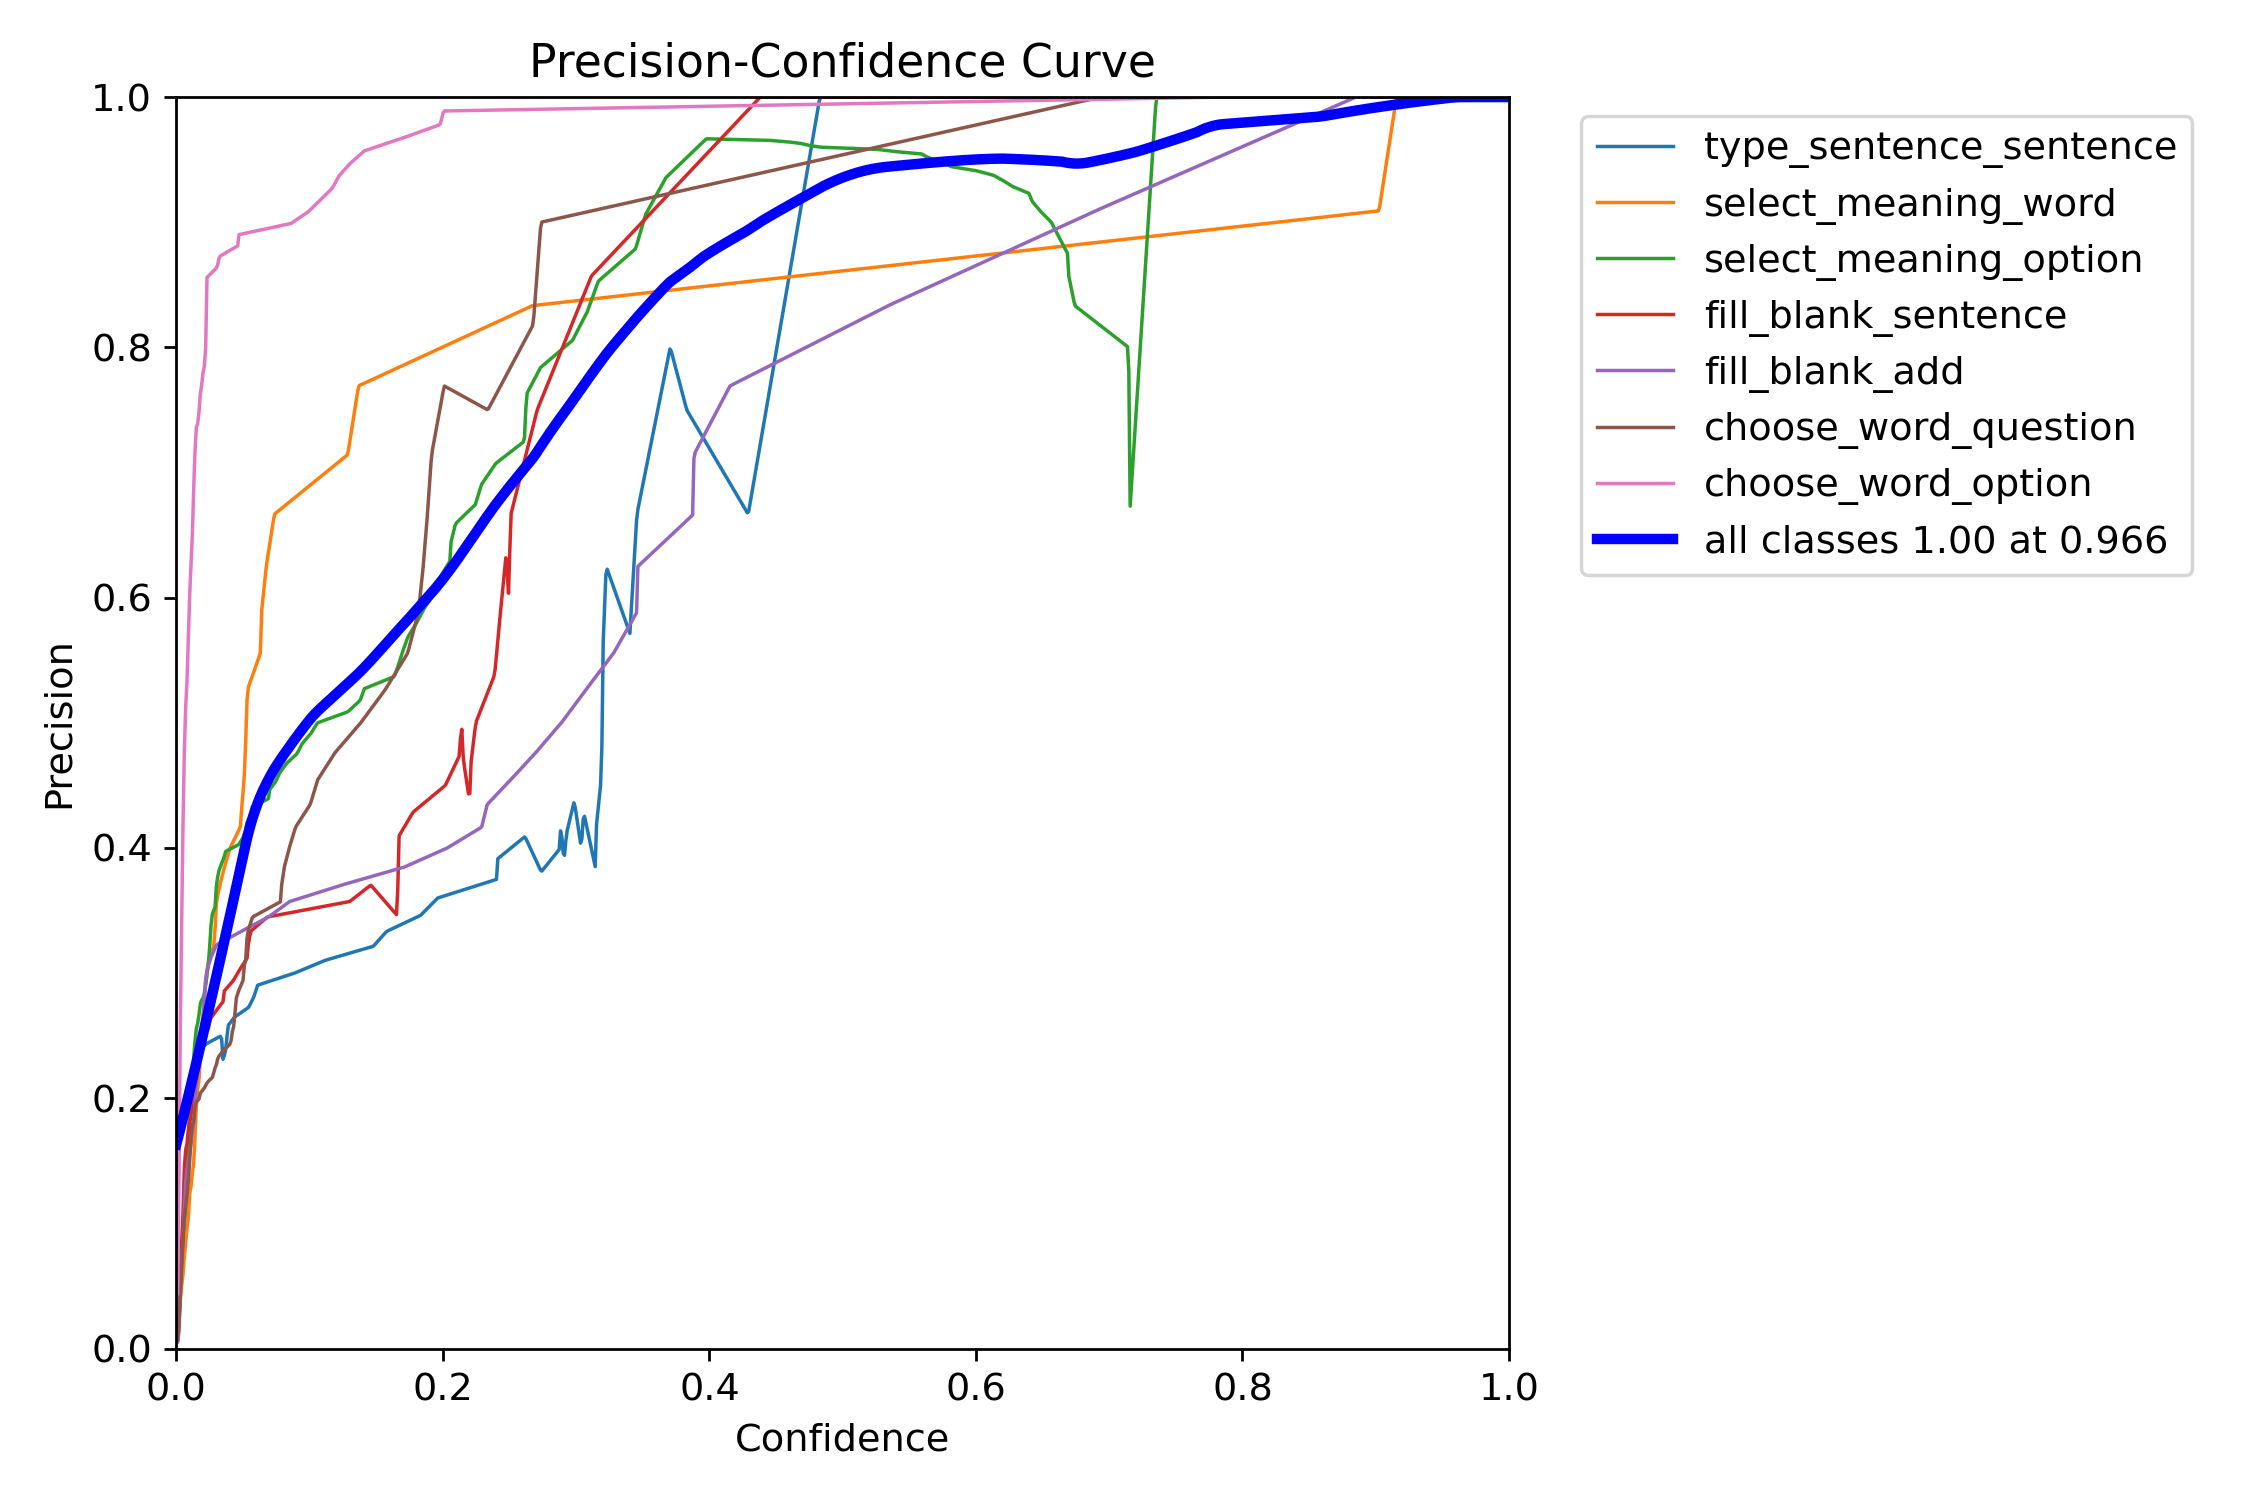 Precision-Confidence Curve
1.0
0.8
0.6
0.4
0.2
0.0
Precision
0.0 0.2 0.4 0.6 0.8 1.0
Confidence
type_sentence_sentence
select_meaning_word
select_meaning_option
fill_blank_sentence
fill_blank_add
choose_word_question
choose_word_option
all classes 1.00 at 0.966